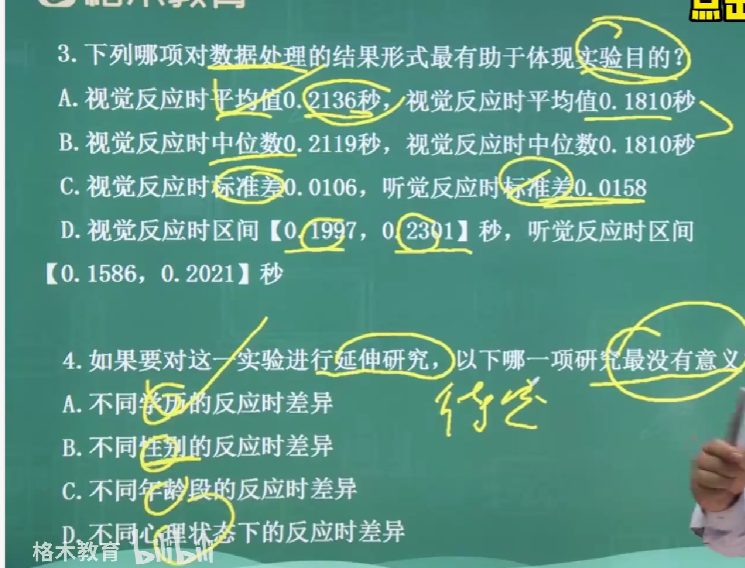 格木教育
点击
3.下列哪项对数据处理的结果形式最有助于体现实验目的?
A.视觉反应时平均值0.2136秒,视觉反应时平均值0.1810秒
B.视觉反应时中位数0.2119秒,视觉反应时中位数0.1810秒
C.视觉反应时标准差0.0106,听觉反应时标准差0.0158
D.视觉反应时区间【0.1997,0.2301】秒,听觉反应时区间
【0.1586,0.2021】秒
4.如果要对这一实验进行延伸研究,以下哪一项研究最没有意义
A.不同学历的反应时差异
待定
B.不同性别的反应时差异
C.不同年龄段的反应时差异
D.不同心理状态下的反应时差异
格木教育 bilibili